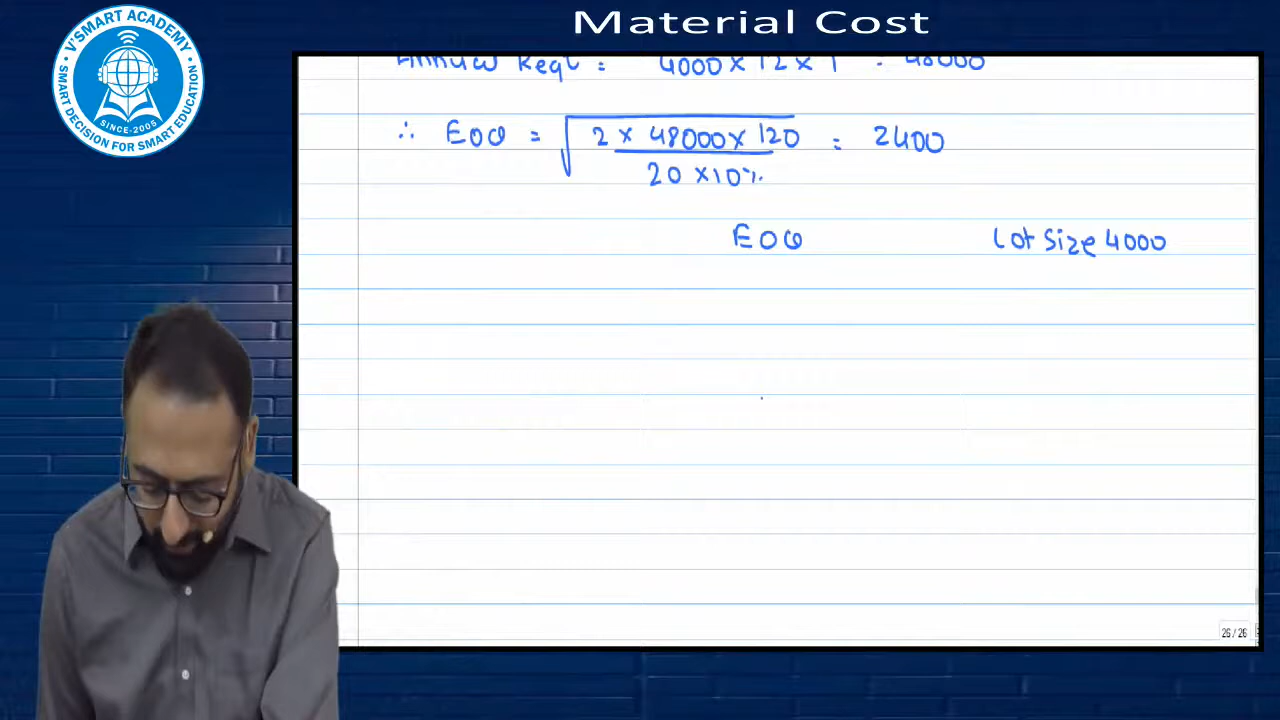 Material Cost
V'SMART ACADEMY
SMART DECISION FOR SMART EDUCATION
SINCE-2005
Annual Req = 4000 × 12 × 1 = 48000
∴ EOQ = √ 2 × 48000 × 120 = 2400
20 × 10%
EOQ Lot Size 4000
26 / 26